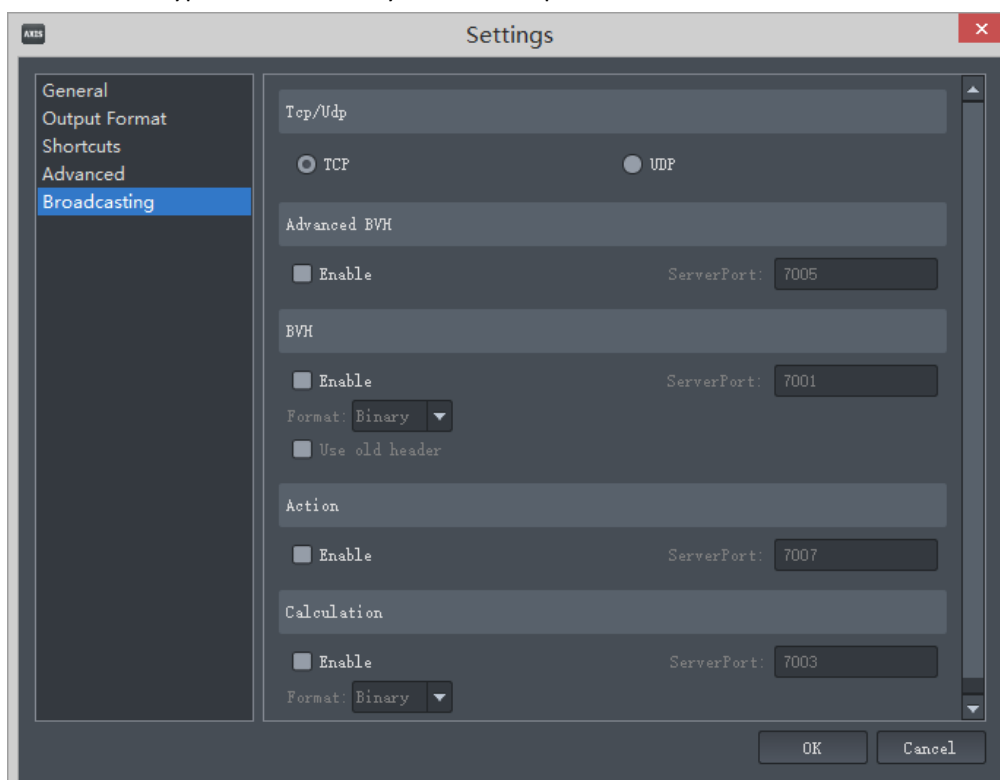 AXIS
Settings
General
Output Format
Shortcuts
Advanced
Broadcasting
Tcp/Udp
TCP UDP
Advanced BVH
Enable ServerPort: 7005
BVH
Enable ServerPort: 7001
Format: Binary
Use old header
Action
Enable ServerPort: 7007
Calculation
Enable ServerPort: 7003
Format: Binary
OK Cancel